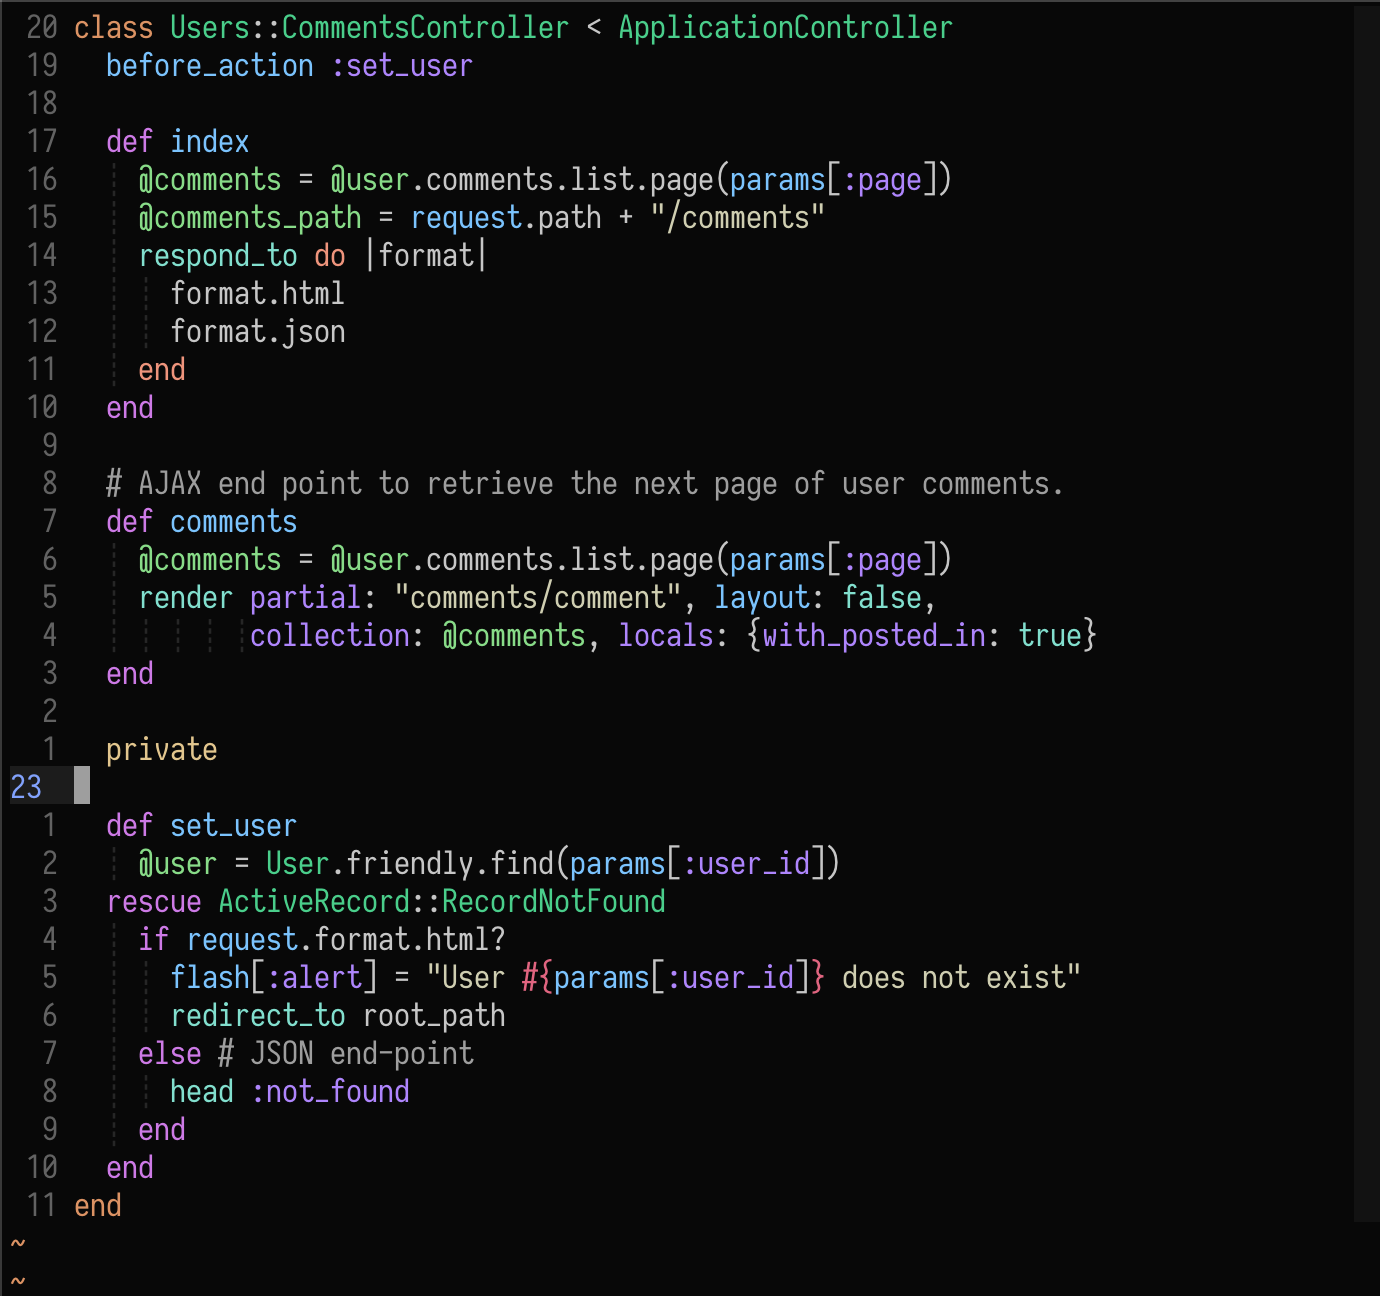 20 class Users::CommentsController < ApplicationController
19   before_action :set_user
18
17   def index
16     @comments = @user.comments.list.page(params[:page])
15     @comments_path = request.path + "/comments"
14     respond_to do |format|
13       format.html
12       format.json
11     end
10   end
9
8   # AJAX end point to retrieve the next page of user comments.
7   def comments
6     @comments = @user.comments.list.page(params[:page])
5     render partial: "comments/comment", layout: false,
4            collection: @comments, locals: {with_posted_in: true}
3   end
2
1   private
23
1   def set_user
2     @user = User.friendly.find(params[:user_id])
3   rescue ActiveRecord::RecordNotFound
4     if request.format.html?
5       flash[:alert] = "User #{params[:user_id]} does not exist"
6       redirect_to root_path
7     else # JSON end-point
8       head :not_found
9     end
10   end
11 end
~
~